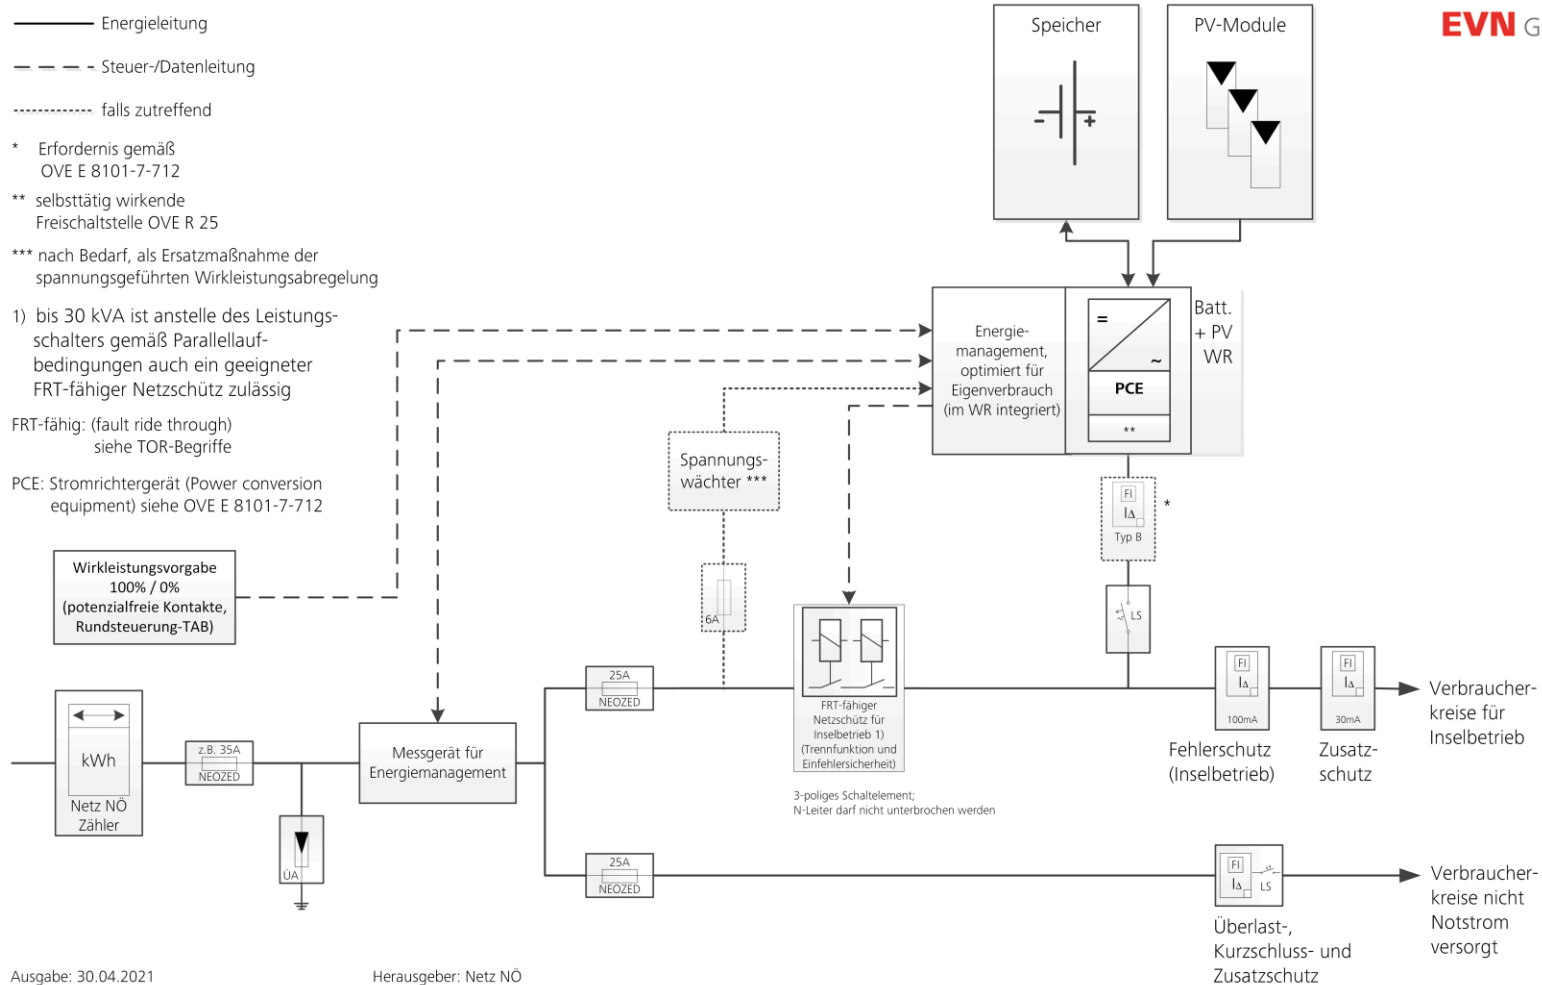 Energieleitung
Steuer-/Datenleitung
falls zutreffend
* Erfordernis gemäß
OVE E 8101-7-712
** selbsttätig wirkende
Freischaltstelle OVE R 25
*** nach Bedarf, als Ersatzmaßnahme der
spannungsgeführten Wirkleistungsabregelung
1) bis 30 kVA ist anstelle des Leistungs-
schalters gemäß Parallellauf-
bedingungen auch ein geeigneter
FRT-fähiger Netzschütz zulässig
FRT-fähig: (fault ride through)
siehe TOR-Begriffe
PCE: Stromrichtergerät (Power conversion
equipment) siehe OVE E 8101-7-712
Speicher
- +
PV-Module
EVN G
Energie-
management,
optimiert für
Eigenverbrauch
(im WR integriert)
=
~
PCE
**
Batt.
+ PV
WR
Spannungs-
wächter ***
6A
FI
IΔ
Typ B
*
LS
Wirkleistungsvorgabe
100% / 0%
(potenzialfreie Kontakte,
Rundsteuerung-TAB)
kWh
Netz NÖ
Zähler
z.B. 35A
NEOZED
ÜA
Messgerät für
Energiemanagement
25A
NEOZED
FRT-fähiger
Netzschütz für
Inselbetrieb 1)
(Trennfunktion und
Einfehlersicherheit)
3-poliges Schaltelement;
N-Leiter darf nicht unterbrochen werden
FI
IΔ
100mA
Fehlerschutz
(Inselbetrieb)
FI
IΔ
30mA
Zusatz-
schutz
Verbraucher-
kreise für
Inselbetrieb
25A
NEOZED
FI
IΔ
LS
Überlast-,
Kurzschluss- und
Zusatzschutz
Verbraucher-
kreise nicht
Notstrom
versorgt
Ausgabe: 30.04.2021
Herausgeber: Netz NÖ